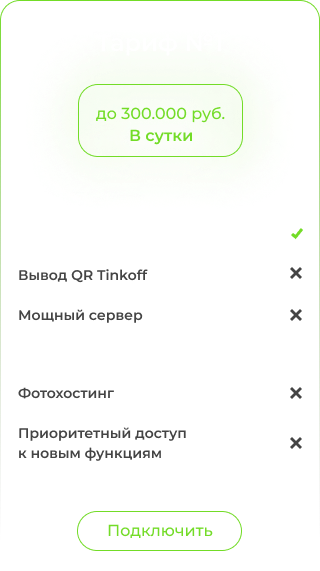 до 300.000 руб.
В сутки
Вывод QR Tinkoff
Мощный сервер
Фотохостинг
Приоритетный доступ
к новым функциям
Подключить